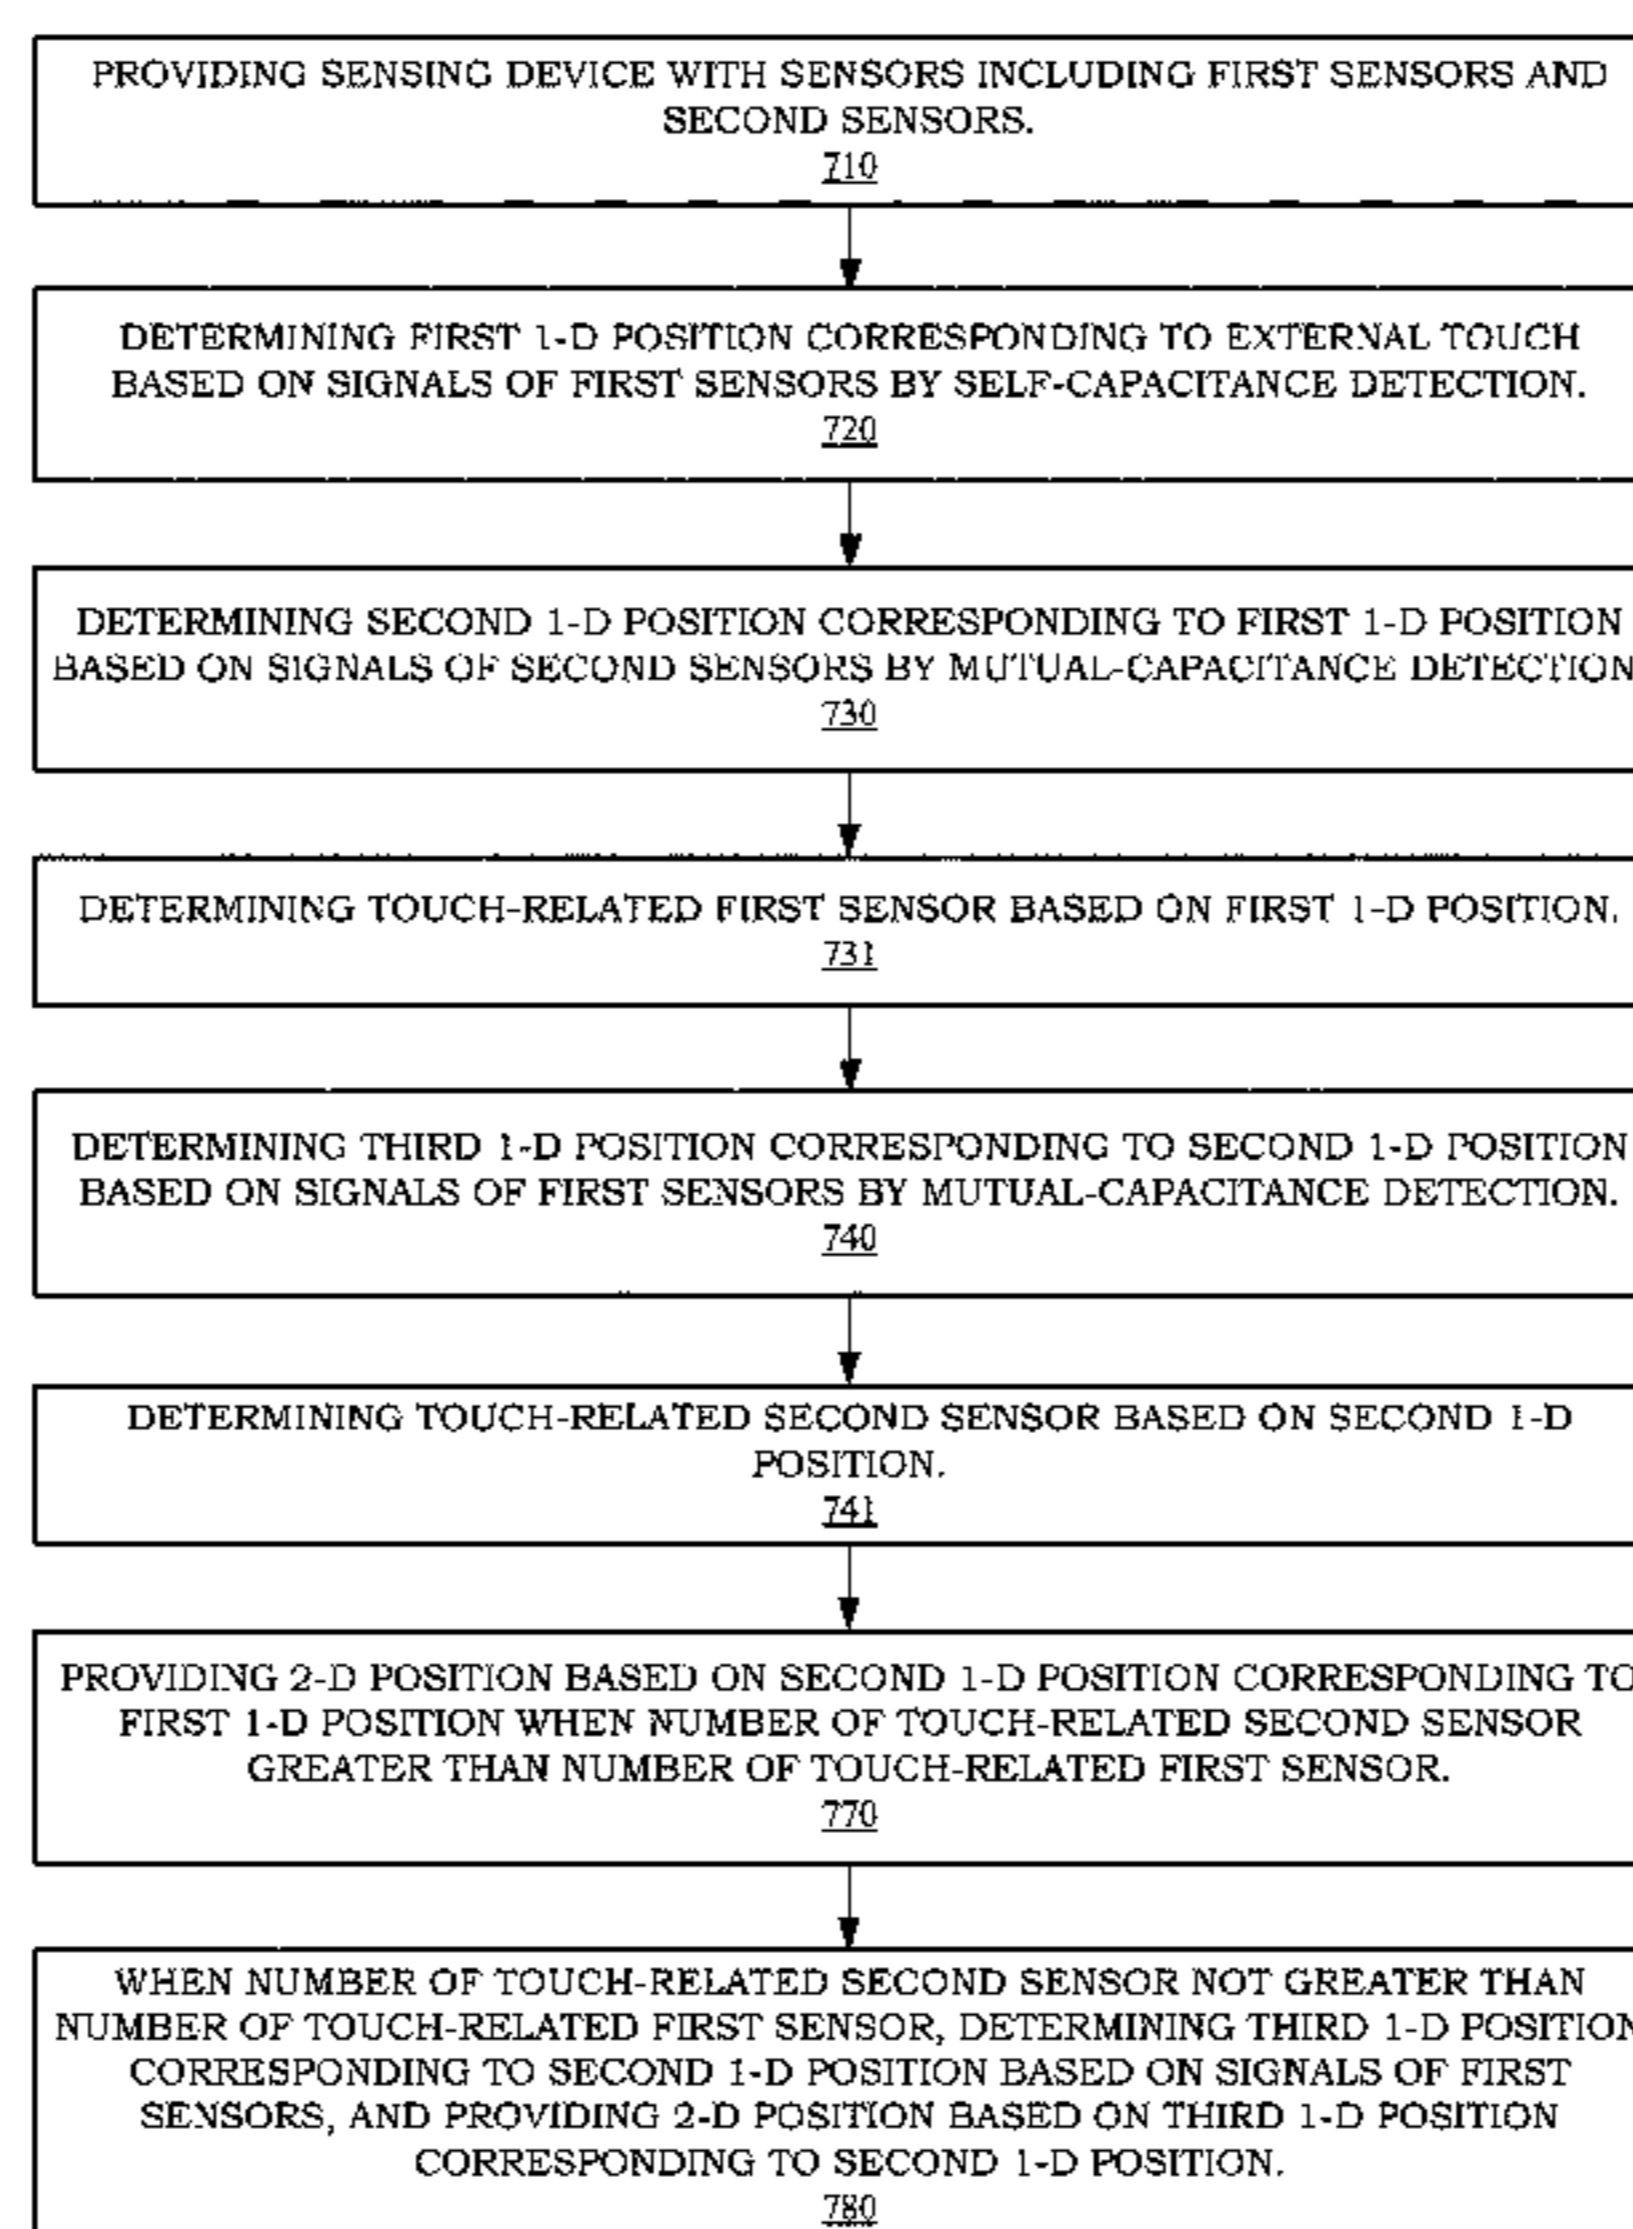 PROVIDING SENSING DEVICE WITH SENSORS INCLUDING FIRST SENSORS AND
SECOND SENSORS.
710
DETERMINING FIRST 1-D POSITION CORRESPONDING TO EXTERNAL TOUCH
BASED ON SIGNALS OF FIRST SENSORS BY SELF-CAPACITANCE DETECTION.
720
DETERMINING SECOND 1-D POSITION CORRESPONDING TO FIRST 1-D POSITION
BASED ON SIGNALS OF SECOND SENSORS BY MUTUAL-CAPACITANCE DETECTION
730
DETERMINING TOUCH-RELATED FIRST SENSOR BASED ON FIRST 1-D POSITION.
731
DETERMINING THIRD 1-D POSITION CORRESPONDING TO SECOND 1-D POSITION
BASED ON SIGNALS OF FIRST SENSORS BY MUTUAL-CAPACITANCE DETECTION.
740
DETERMINING TOUCH-RELATED SECOND SENSOR BASED ON SECOND 1-D
POSITION.
741
PROVIDING 2-D POSITION BASED ON SECOND 1-D POSITION CORRESPONDING TO
FIRST 1-D POSITION WHEN NUMBER OF TOUCH-RELATED SECOND SENSOR
GREATER THAN NUMBER OF TOUCH-RELATED FIRST SENSOR.
770
WHEN NUMBER OF TOUCH-RELATED SECOND SENSOR NOT GREATER THAN
NUMBER OF TOUCH-RELATED FIRST SENSOR, DETERMINING THIRD 1-D POSITION
CORRESPONDING TO SECOND 1-D POSITION BASED ON SIGNALS OF FIRST
SENSORS, AND PROVIDING 2-D POSITION BASED ON THIRD 1-D POSITION
CORRESPONDING TO SECOND 1-D POSITION.
780